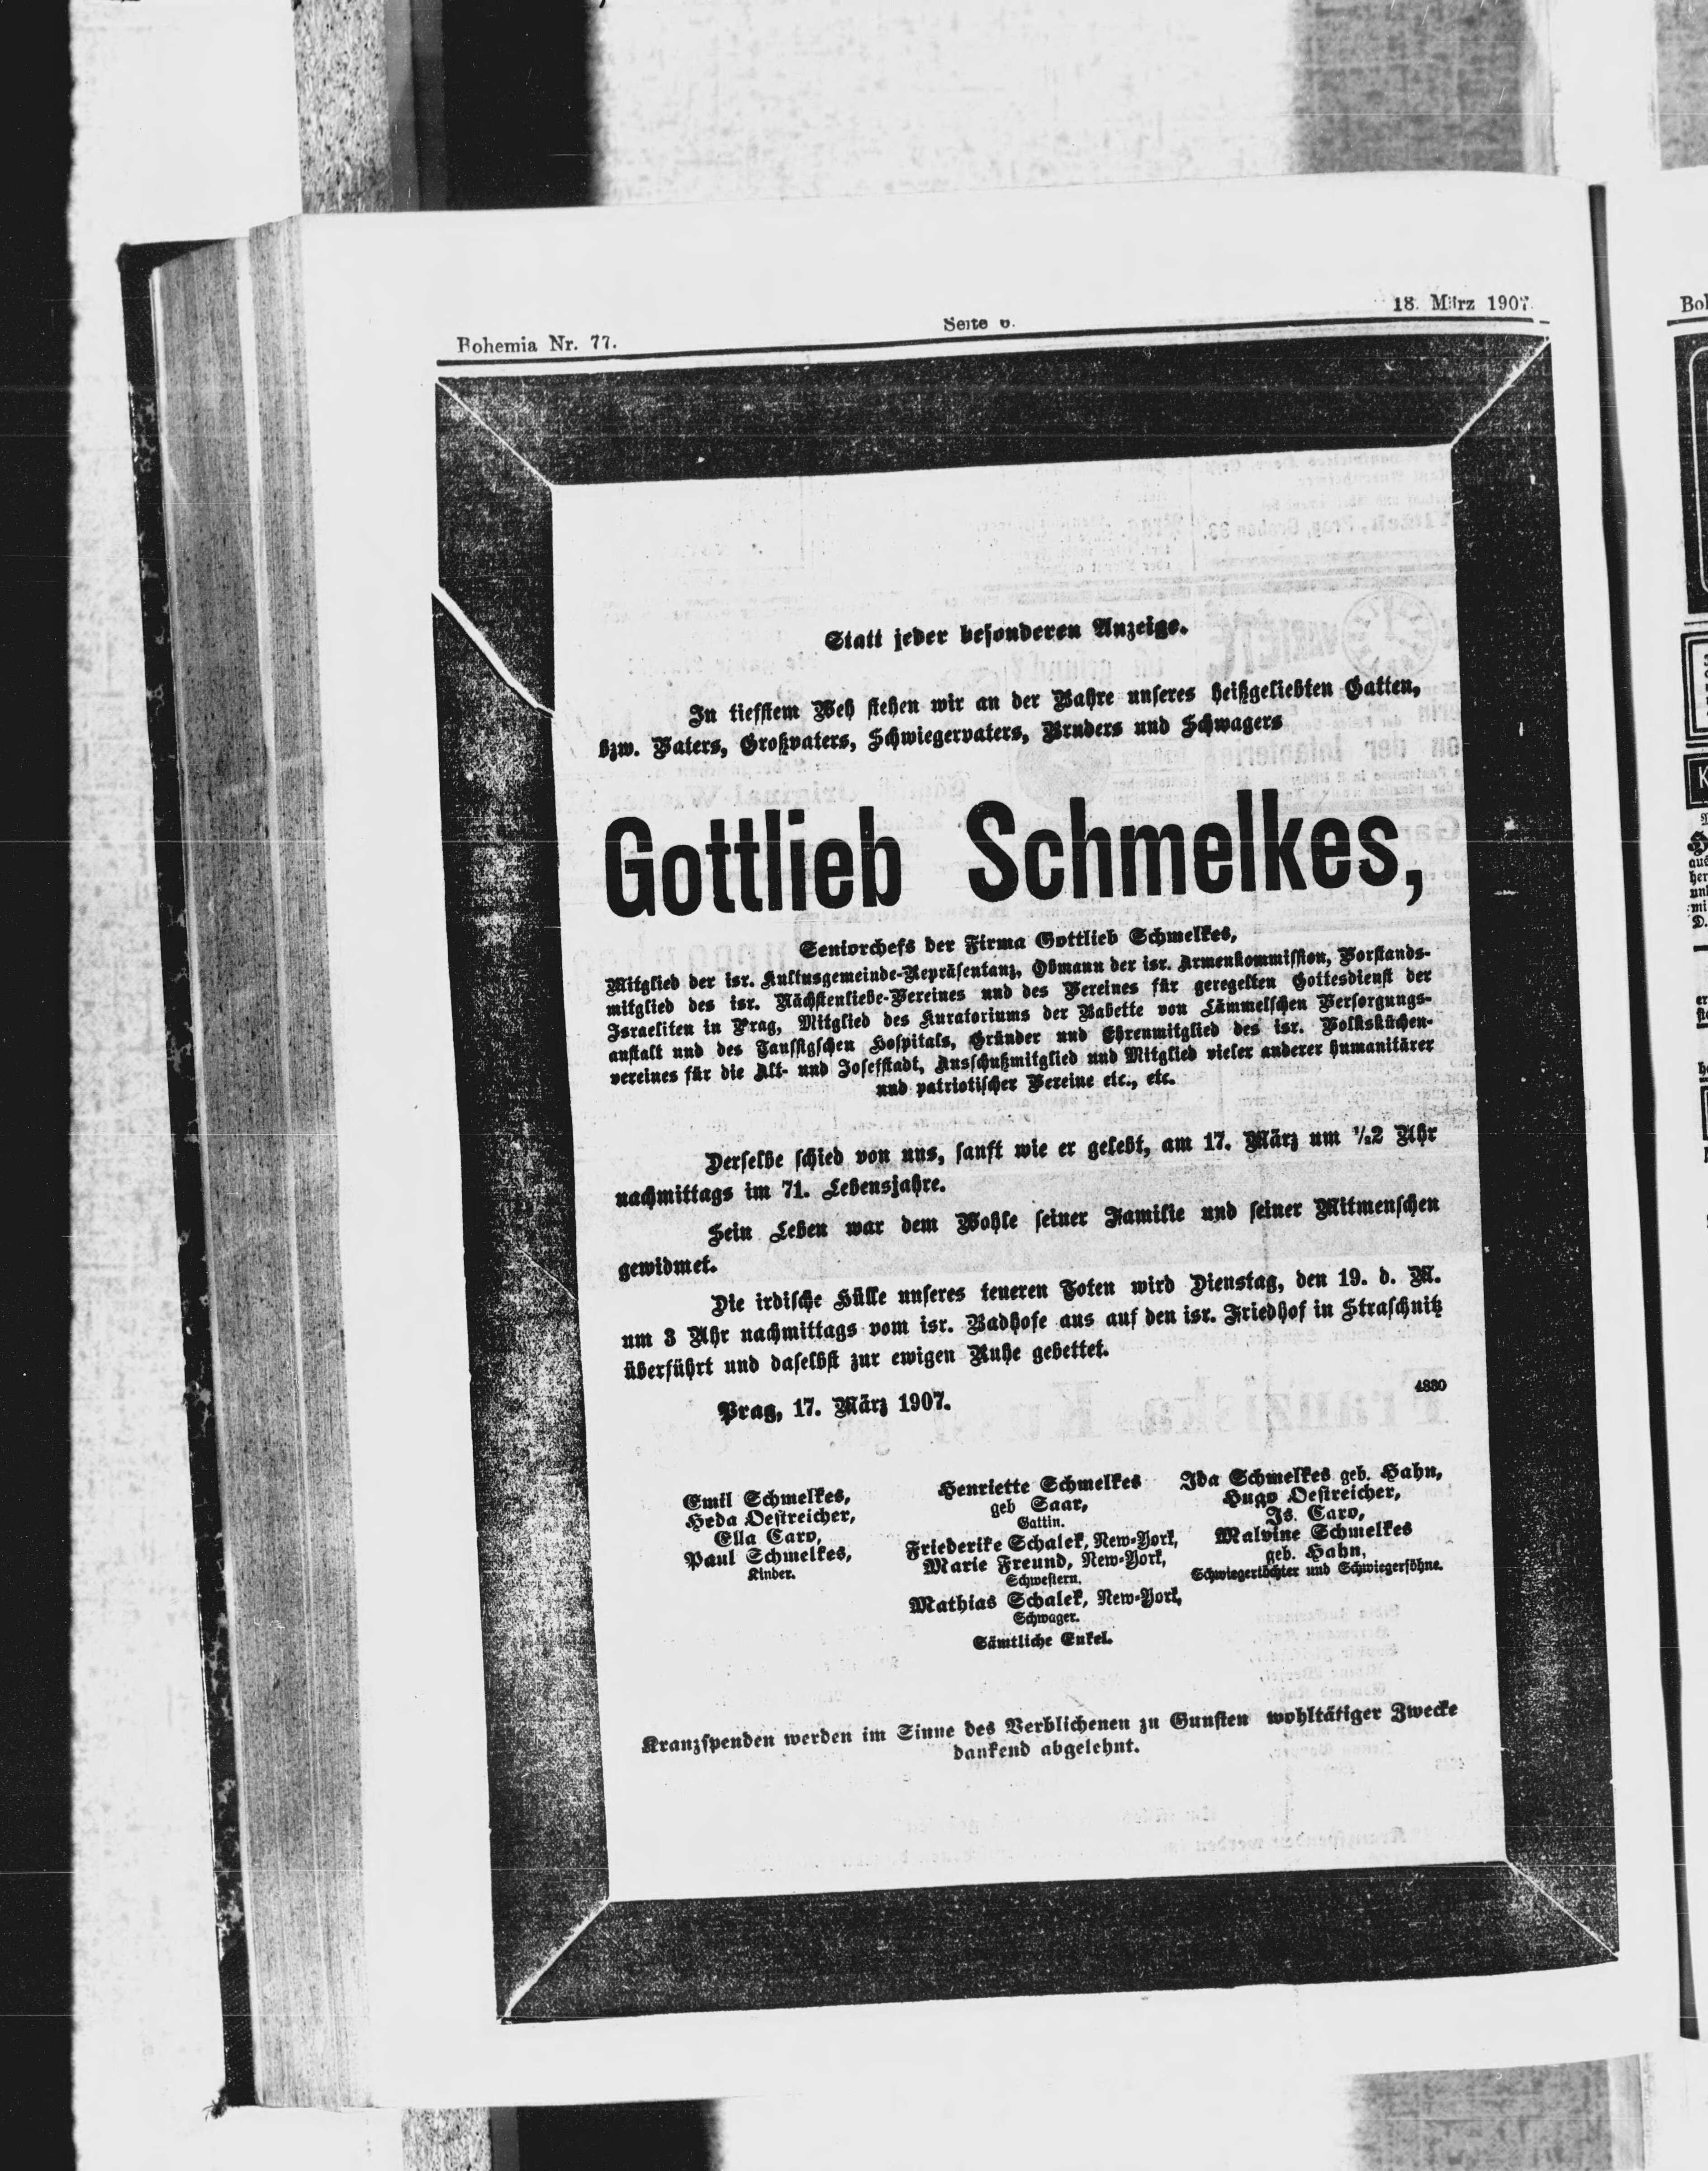 Bohemia Nr. 77.
Seite 6.
18. März 1907.
Statt jeder besonderen Anzeige.
In tiefstem Weh stehen wir an der Bahre unseres heißgeliebten Gatten,
bzw. Vaters, Großvaters, Schwiegervaters, Bruders und Schwagers
Gottlieb Schmelkes,
Seniorchefs der Firma Gottlieb Schmelkes,
Mitglied der isr. Kultusgemeinde-Repräsentanz, Obmann der isr. Armenkommission, Vorstands-
mitglied des isr. Nächstenliebe-Vereines und des Vereines für geregelten Gottesdienst der
Israeliten in Prag, Mitglied des Kuratoriums der Babette von Lämmelschen Versorgungs-
anstalt und des Taussigschen Hospitals, Gründer und Ehrenmitglied des isr. Volksküchen-
vereines für die Alt- und Josefstadt, Ausschußmitglied und Mitglied vieler anderer humanitärer
und patriotischer Vereine etc., etc.
Derselbe schied von uns, sanft wie er gelebt, am 17. März um ½2 Uhr
nachmittags im 71. Lebensjahre.
Sein Leben war dem Wohle seiner Familie und seiner Mitmenschen
gewidmet.
Die irdische Hülle unseres teueren Toten wird Dienstag, den 19. d. M.
um 3 Uhr nachmittags vom isr. Badhofe aus auf den isr. Friedhof in Straschnitz
überführt und daselbst zur ewigen Ruhe gebettet.
Prag, 17. März 1907.
4880
Emil Schmelkes,
Heda Oestreicher,
Ella Caro,
Paul Schmelkes,
Kinder.
Henriette Schmelkes
geb Saar,
Gattin.
Friederike Schalek, New-York,
Marie Freund, New-York,
Schwestern.
Mathias Schalek, New-York,
Schwager.
Sämtliche Enkel.
Ida Schmelkes geb. Hahn,
Hugo Oestreicher,
Is. Caro,
Malvine Schmelkes
geb. Hahn,
Schwiegertöchter und Schwiegersöhne.
Kranzspenden werden im Sinne des Verblichenen zu Gunsten wohltätiger Zwecke
dankend abgelehnt.